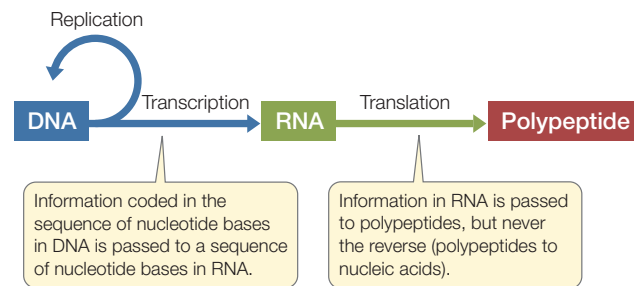 Replication
Transcription
Translation
DNA
RNA
Polypeptide
Information coded in the
sequence of nucleotide bases
in DNA is passed to a sequence
of nucleotide bases in RNA.
Information in RNA is passed
to polypeptides, but never
the reverse (polypeptides to
nucleic acids).